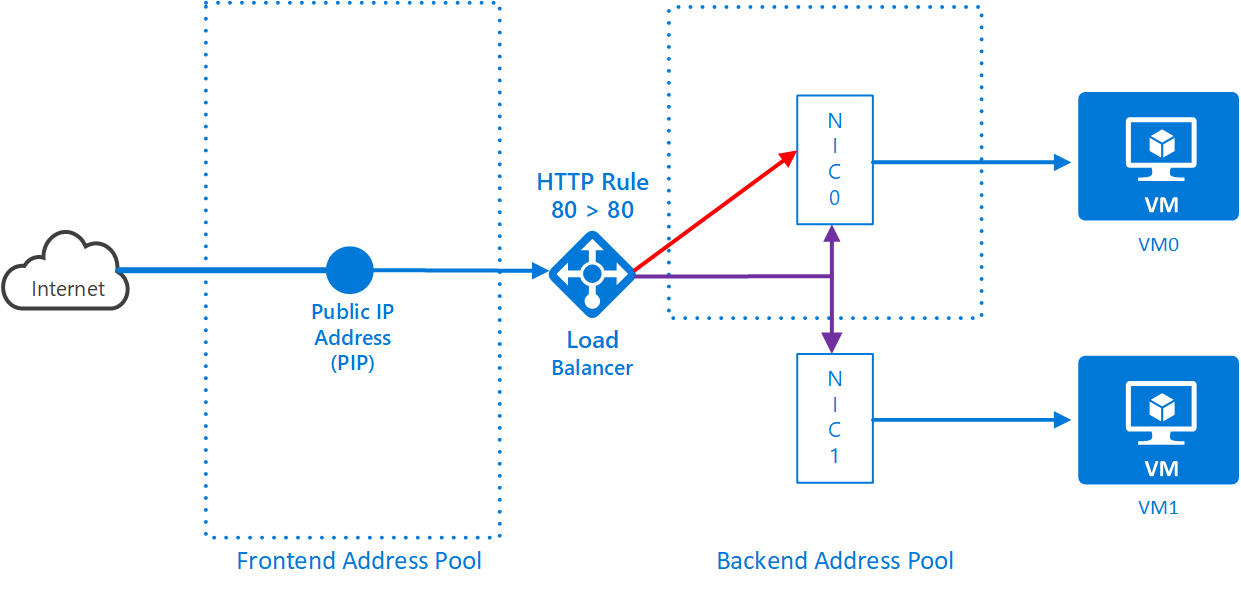 HTTP Rule
80 > 80
Internet
Public IP
Address
(PIP)
Load
Balancer
N
I
C
0
VM
VM0
N
I
C
1
VM
VM1
Frontend Address Pool
Backend Address Pool